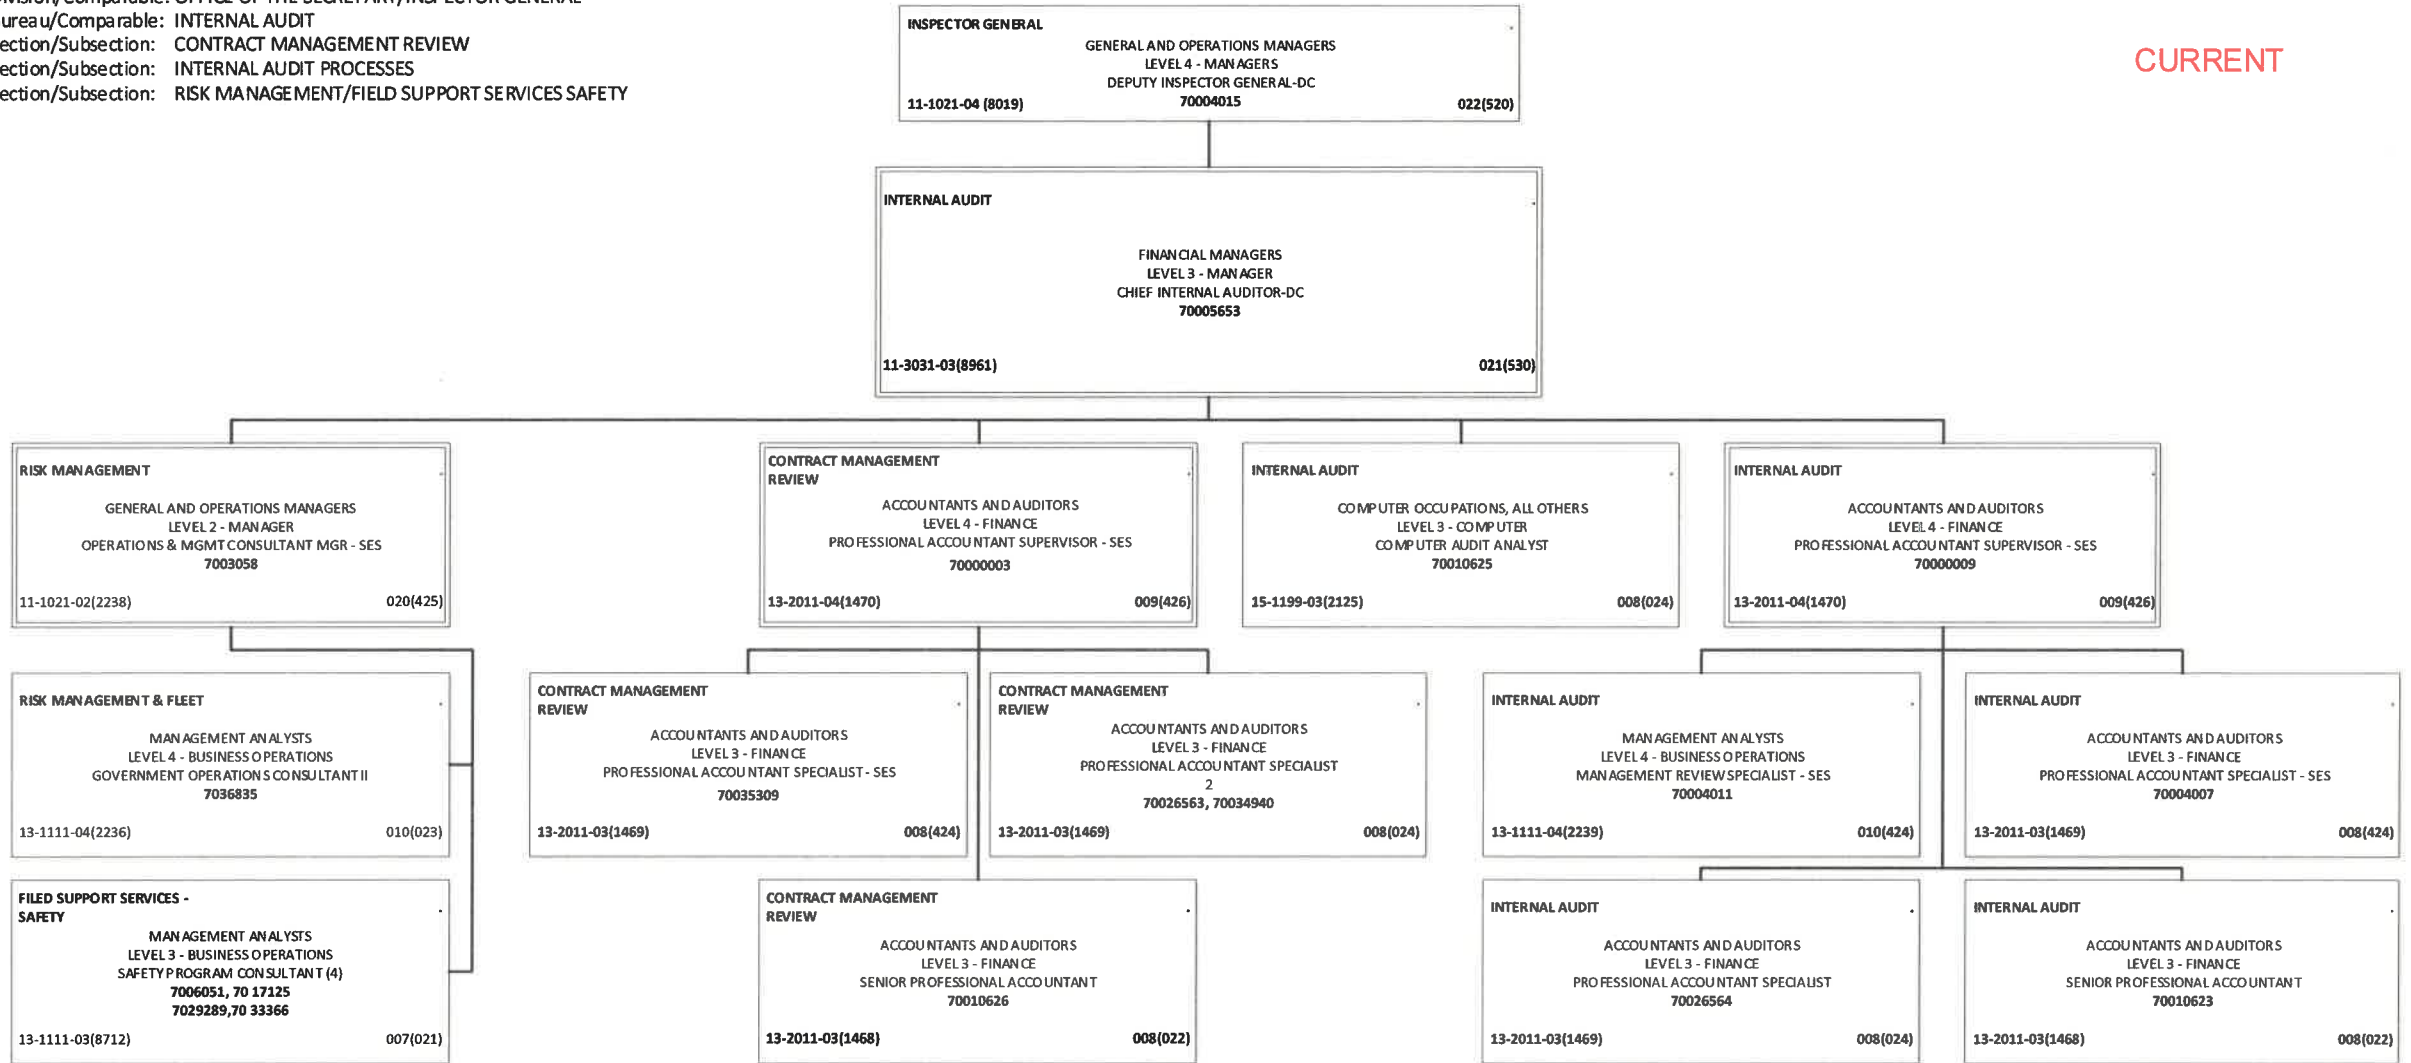 ivision/Comparable: OFFICE OF THE SECRETARY/INSPECTOR GENERAL
ureau/Comparable: INTERNAL AUDIT
ection/Subsection: CONTRACT MANAGEMENT REVIEW
ection/Subsection: INTERNAL AUDIT PROCESSES
ection/Subsection: RISK MANAGEMENT/FIELD SUPPORT SERVICES SAFETY
CURRENT
INSPECTOR GENERAL
GENERAL AND OPERATIONS MANAGERS
LEVEL 4 - MANAGERS
DEPUTY INSPECTOR GENERAL-DC
70004015
11-1021-04 (8019) 022(520)
INTERNAL AUDIT
FINANCIAL MANAGERS
LEVEL 3 - MANAGER
CHIEF INTERNAL AUDITOR-DC
70005653
11-3031-03(8961) 021(530)
RISK MANAGEMENT
GENERAL AND OPERATIONS MANAGERS
LEVEL 2 - MANAGER
OPERATIONS & MGMT CONSULTANT MGR - SES
7003058
11-1021-02(2238) 020(425)
CONTRACT MANAGEMENT
REVIEW
ACCOUNTANTS AND AUDITORS
LEVEL 4 - FINANCE
PROFESSIONAL ACCOUNTANT SUPERVISOR - SES
70000003
13-2011-04(1470) 009(426)
INTERNAL AUDIT
COMPUTER OCCUPATIONS, ALL OTHERS
LEVEL 3 - COMPUTER
COMPUTER AUDIT ANALYST
70010625
15-1199-03(2125) 008(024)
INTERNAL AUDIT
ACCOUNTANTS AND AUDITORS
LEVEL 4 - FINANCE
PROFESSIONAL ACCOUNTANT SUPERVISOR - SES
70000009
13-2011-04(1470) 009(426)
RISK MANAGEMENT & FLEET
MANAGEMENT ANALYSTS
LEVEL 4 - BUSINESS OPERATIONS
GOVERNMENT OPERATIONS CONSULTANT II
7036835
13-1111-04(2236) 010(023)
CONTRACT MANAGEMENT
REVIEW
ACCOUNTANTS AND AUDITORS
LEVEL 3 - FINANCE
PROFESSIONAL ACCOUNTANT SPECIALIST - SES
70035309
13-2011-03(1469) 008(424)
CONTRACT MANAGEMENT
REVIEW
ACCOUNTANTS AND AUDITORS
LEVEL 3 - FINANCE
PROFESSIONAL ACCOUNTANT SPECIALIST
2
70026563, 70034940
13-2011-03(1469) 008(024)
INTERNAL AUDIT
MANAGEMENT ANALYSTS
LEVEL 4 - BUSINESS OPERATIONS
MANAGEMENT REVIEW SPECIALIST - SES
70004011
13-1111-04(2239) 010(424)
INTERNAL AUDIT
ACCOUNTANTS AND AUDITORS
LEVEL 3 - FINANCE
PROFESSIONAL ACCOUNTANT SPECIALIST - SES
70004007
13-2011-03(1469) 008(424)
FILED SUPPORT SERVICES -
SAFETY
MANAGEMENT ANALYSTS
LEVEL 3 - BUSINESS OPERATIONS
SAFETY PROGRAM CONSULTANT (4)
7006051, 70 17125
7029289,70 33366
13-1111-03(8712) 007(021)
CONTRACT MANAGEMENT
REVIEW
ACCOUNTANTS AND AUDITORS
LEVEL 3 - FINANCE
SENIOR PROFESSIONAL ACCOUNTANT
70010626
13-2011-03(1468) 008(022)
INTERNAL AUDIT
ACCOUNTANTS AND AUDITORS
LEVEL 3 - FINANCE
PROFESSIONAL ACCOUNTANT SPECIALIST
70026564
13-2011-03(1469) 008(024)
INTERNAL AUDIT
ACCOUNTANTS AND AUDITORS
LEVEL 3 - FINANCE
SENIOR PROFESSIONAL ACCOUNTANT
70010623
13-2011-03(1468) 008(022)